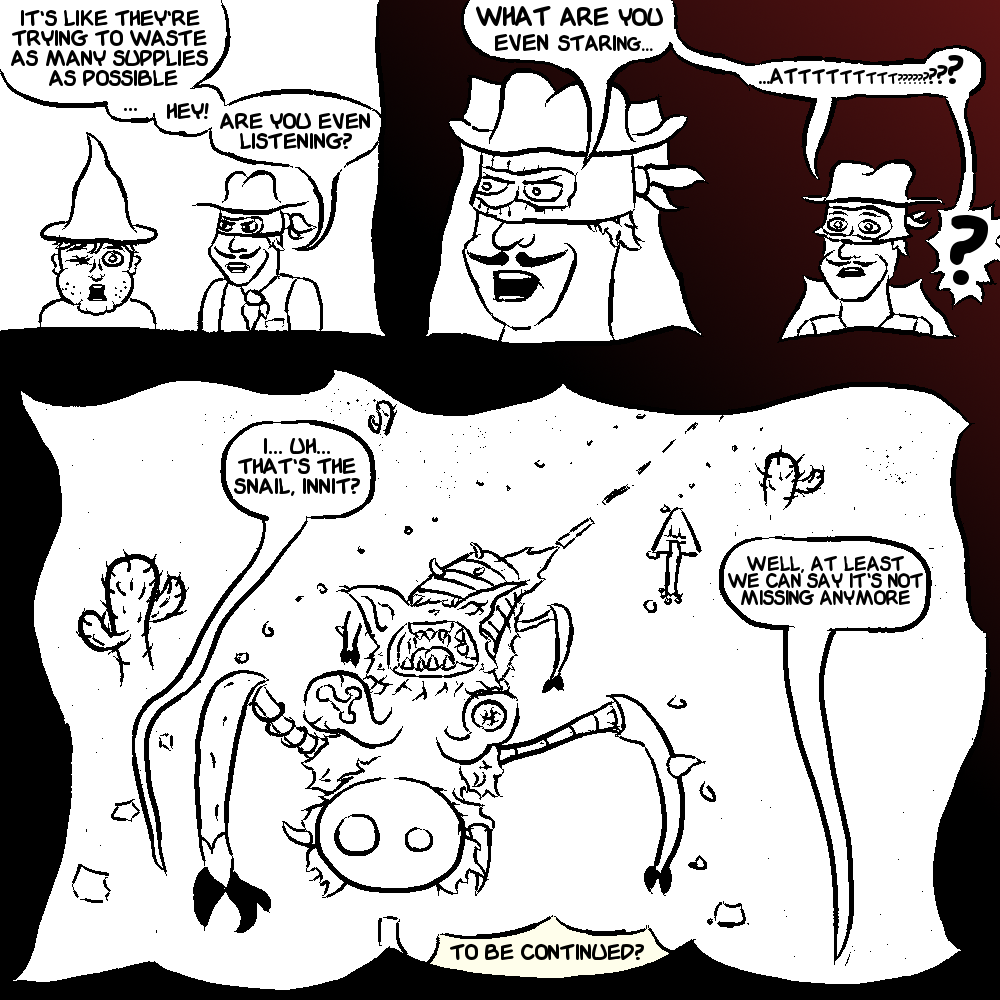 IT'S LIKE THEY'RE
TRYING TO WASTE
AS MANY SUPPLIES
AS POSSIBLE
... HEY!
ARE YOU EVEN
LISTENING?
WHAT ARE YOU
EVEN STARING...
...ATTTTTTTTT????????? 
?
I... UH...
THAT'S THE
SNAIL, INNIT?
WELL, AT LEAST
WE CAN SAY IT'S NOT
MISSING ANYMORE
TO BE CONTINUED?